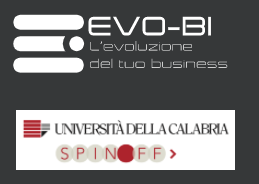 EVO-BI
L'evoluzione
del tuo business
UNIVERSITÀ DELLA CALABRIA
SPINOFF